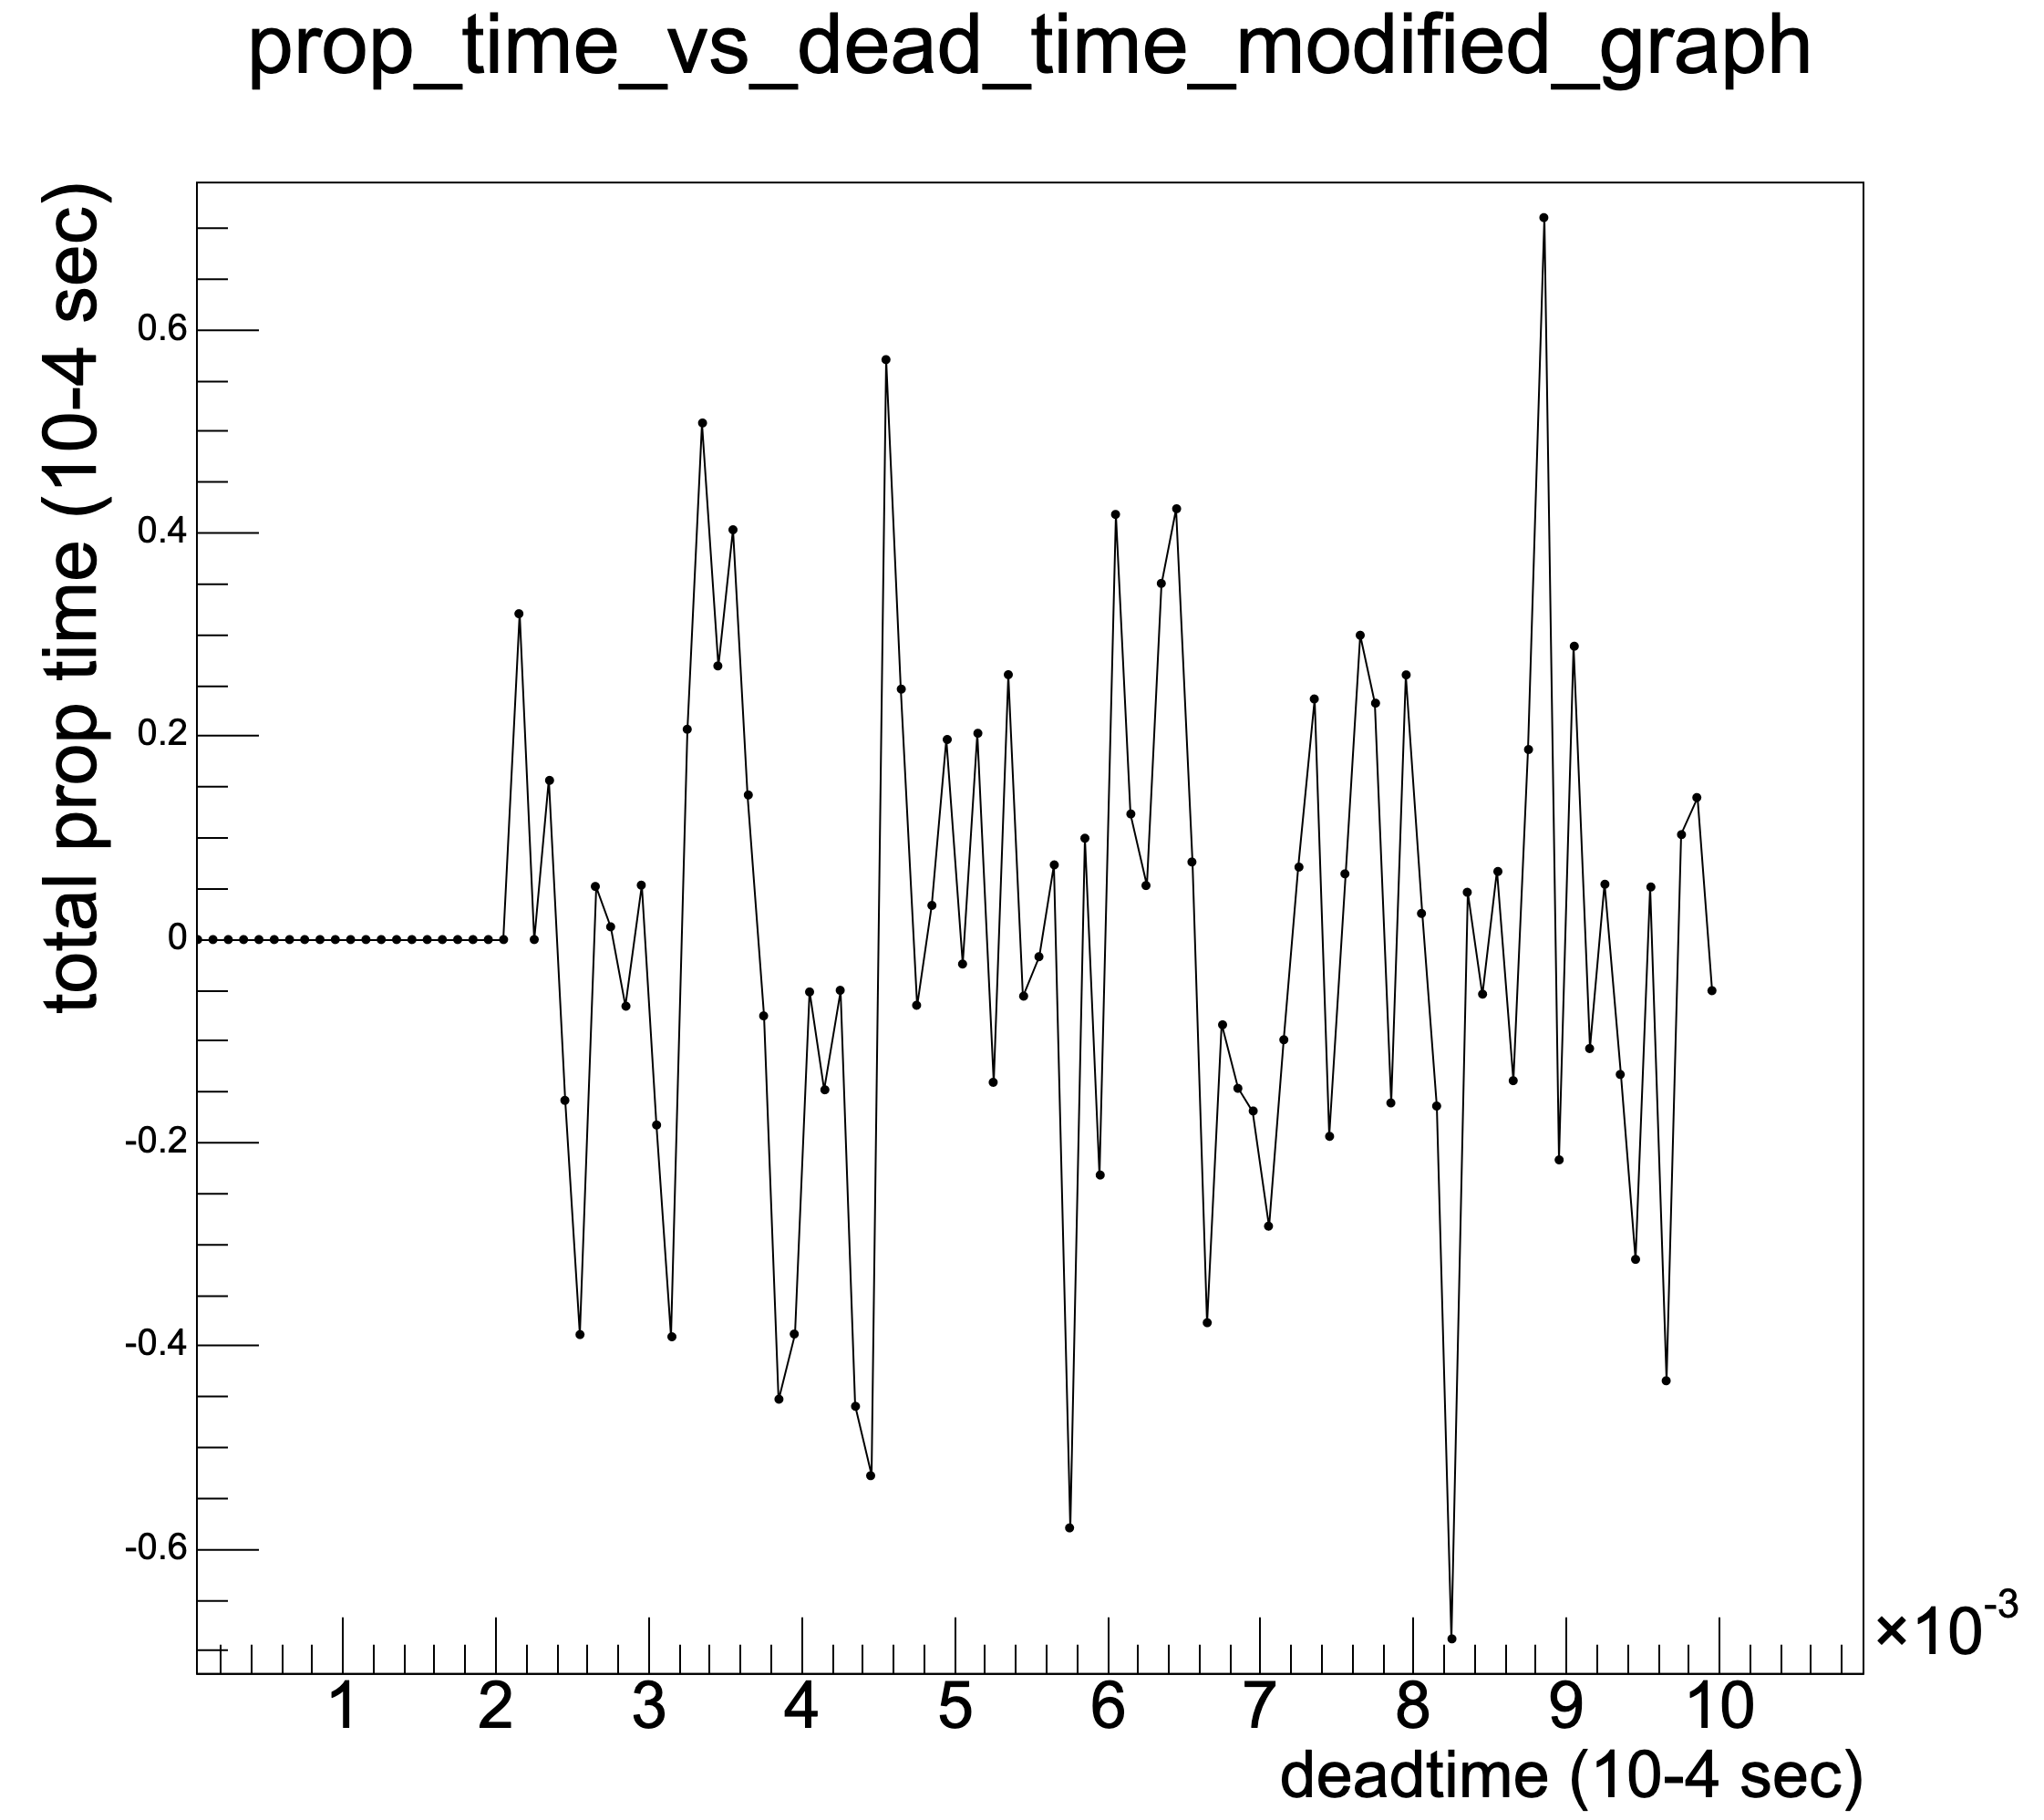 prop_time_vs_dead_time_modified_graph
total prop time (10-4 sec)
0.6
0.4
0.2
0
-0.2
-0.4
-0.6
×10-3
1 2 3 4 5 6 7 8 9 10
deadtime (10-4 sec)